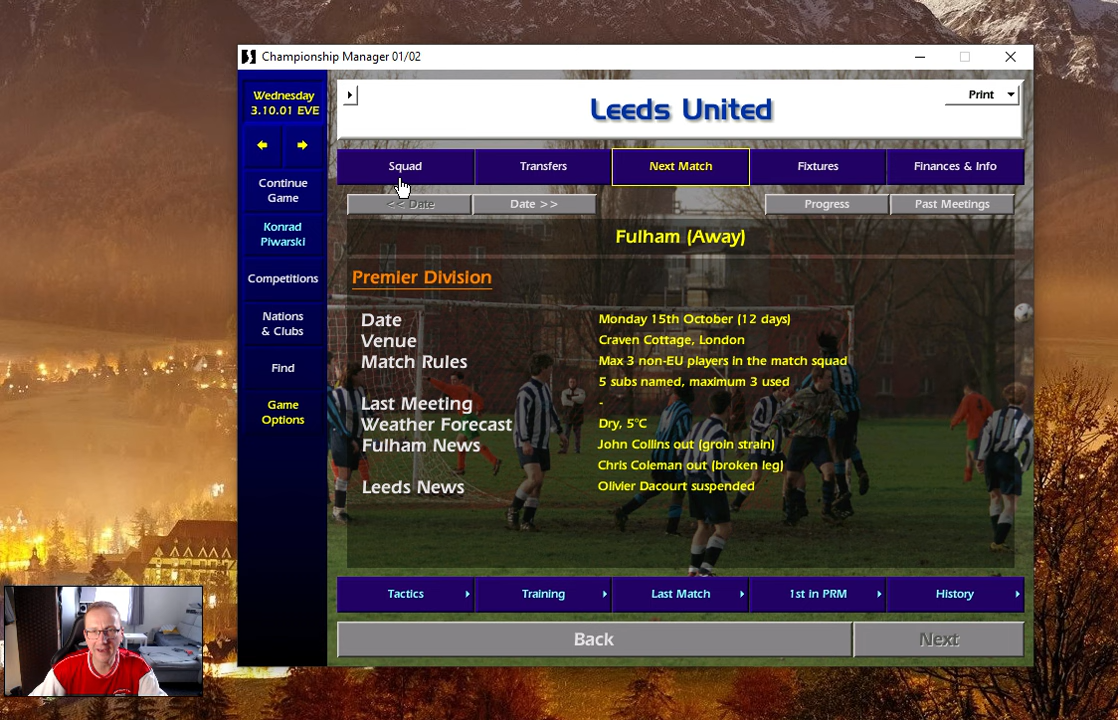 Championship Manager 01/02
Wednesday
3.10.01 EVE
Continue
Game
Konrad
Piwarski
Competitions
Nations
& Clubs
Find
Game
Options
Print
Leeds United
Squad
Transfers
Next Match
Fixtures
Finances & Info
<< Date
Date >>
Progress
Past Meetings
Fulham (Away)
Premier Division
Date Monday 15th October (12 days)
Venue Craven Cottage, London
Match Rules Max 3 non-EU players in the match squad
5 subs named, maximum 3 used
Last Meeting -
Weather Forecast Dry, 5°C
Fulham News John Collins out (groin strain)
Chris Coleman out (broken leg)
Leeds News Olivier Dacourt suspended
Tactics
Training
Last Match
1st in PRM
History
Back
Next